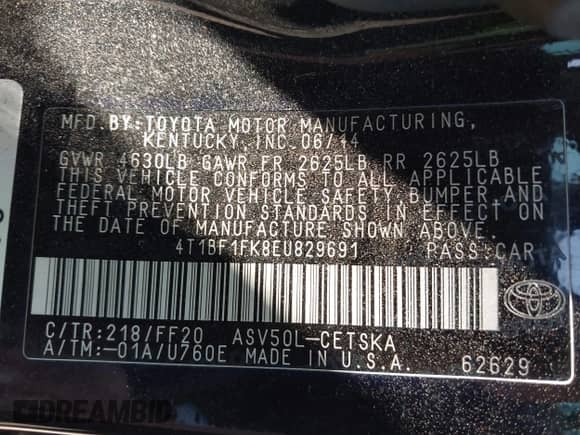 MFD. BY: TOYOTA MOTOR MANUFACTURING,
KENTUCKY, INC. 06/14
GVWR 4630LB GAWR FR 2625LB RR 2625LB
THIS VEHICLE CONFORMS TO ALL APPLICABLE
FEDERAL MOTOR VEHICLE SAFETY, BUMPER, AND
THEFT PREVENTION STANDARDS IN EFFECT ON
THE DATE OF MANUFACTURE SHOWN ABOVE.
4T1BF1FK8EU829691 PASS.CAR
C/TR:218/FF20 ASV50L-CETSKA
A/TM:-01A/U760E MADE IN U.S.A. 62629
DREAMBID